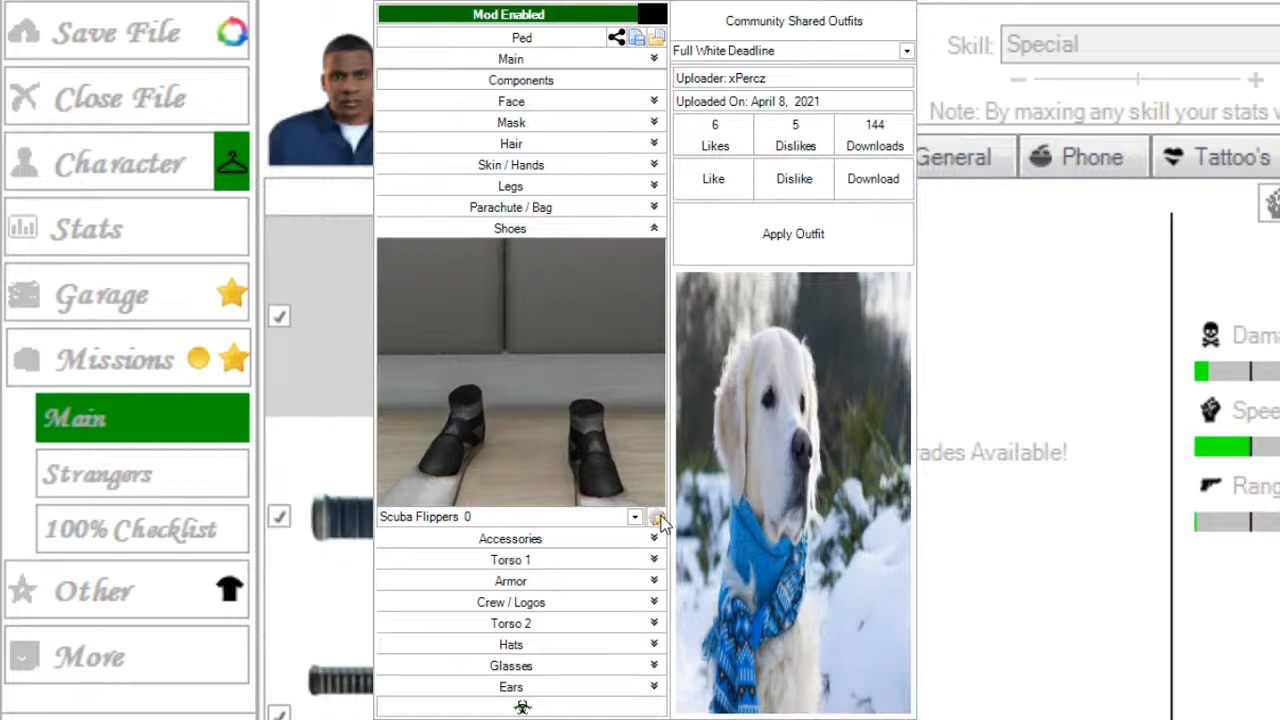 Save File
Close File
Character
Stats
Garage
Missions
Main
Strangers
100% Checklist
Other
More
Mod Enabled
Ped
Main
Components
Face
Mask
Hair
Skin / Hands
Legs
Parachute / Bag
Shoes
Scuba Flippers 0
Accessories
Torso 1
Armor
Crew / Logos
Torso 2
Hats
Glasses
Ears
Community Shared Outfits
Full White Deadline
Uploader: xPercz
Uploaded On: April 8, 2021
6 5 144
Likes Dislikes Downloads
Like Dislike Download
Apply Outfit
Skill: Special
Note: By maxing any skill your stats
General Phone Tattoo's
rades Available!
Dama
Spee
Rang